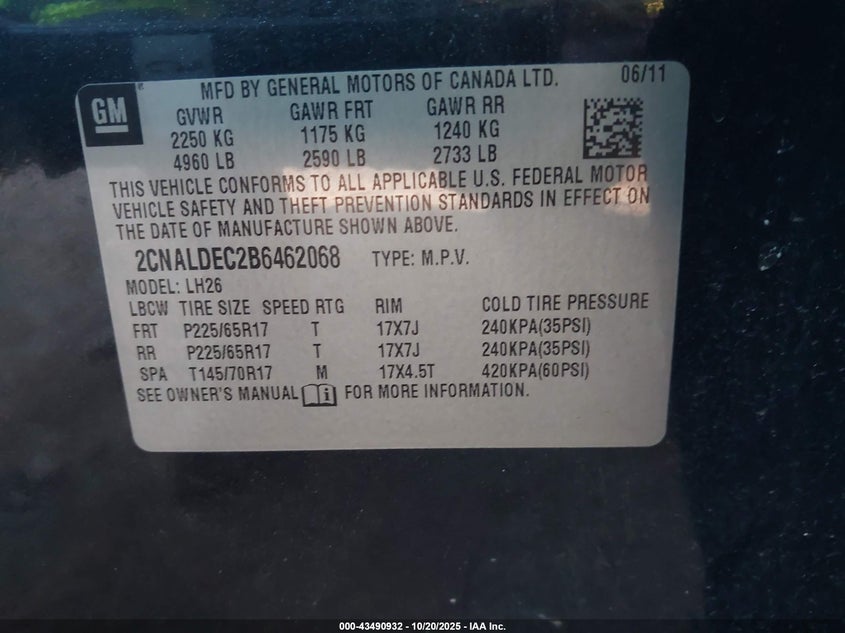 GM
MFD BY GENERAL MOTORS OF CANADA LTD. 06/11
GVWR GAWR FRT GAWR RR
2250 KG 1175 KG 1240 KG
4960 LB 2590 LB 2733 LB
THIS VEHICLE CONFORMS TO ALL APPLICABLE U.S. FEDERAL MOTOR
VEHICLE SAFETY AND THEFT PREVENTION STANDARDS IN EFFECT ON
THE DATE OF MANUFACTURE SHOWN ABOVE.
2CNALDEC2B6462068 TYPE: M.P.V.
MODEL: LH26
LBCW TIRE SIZE SPEED RTG RIM COLD TIRE PRESSURE
FRT P225/65R17 T 17X7J 240KPA(35PSI)
RR P225/65R17 T 17X7J 240KPA(35PSI)
SPA T145/70R17 M 17X4.5T 420KPA(60PSI)
SEE OWNER'S MANUAL FOR MORE INFORMATION.
000-43490932 - 10/20/2025 - IAA Inc.